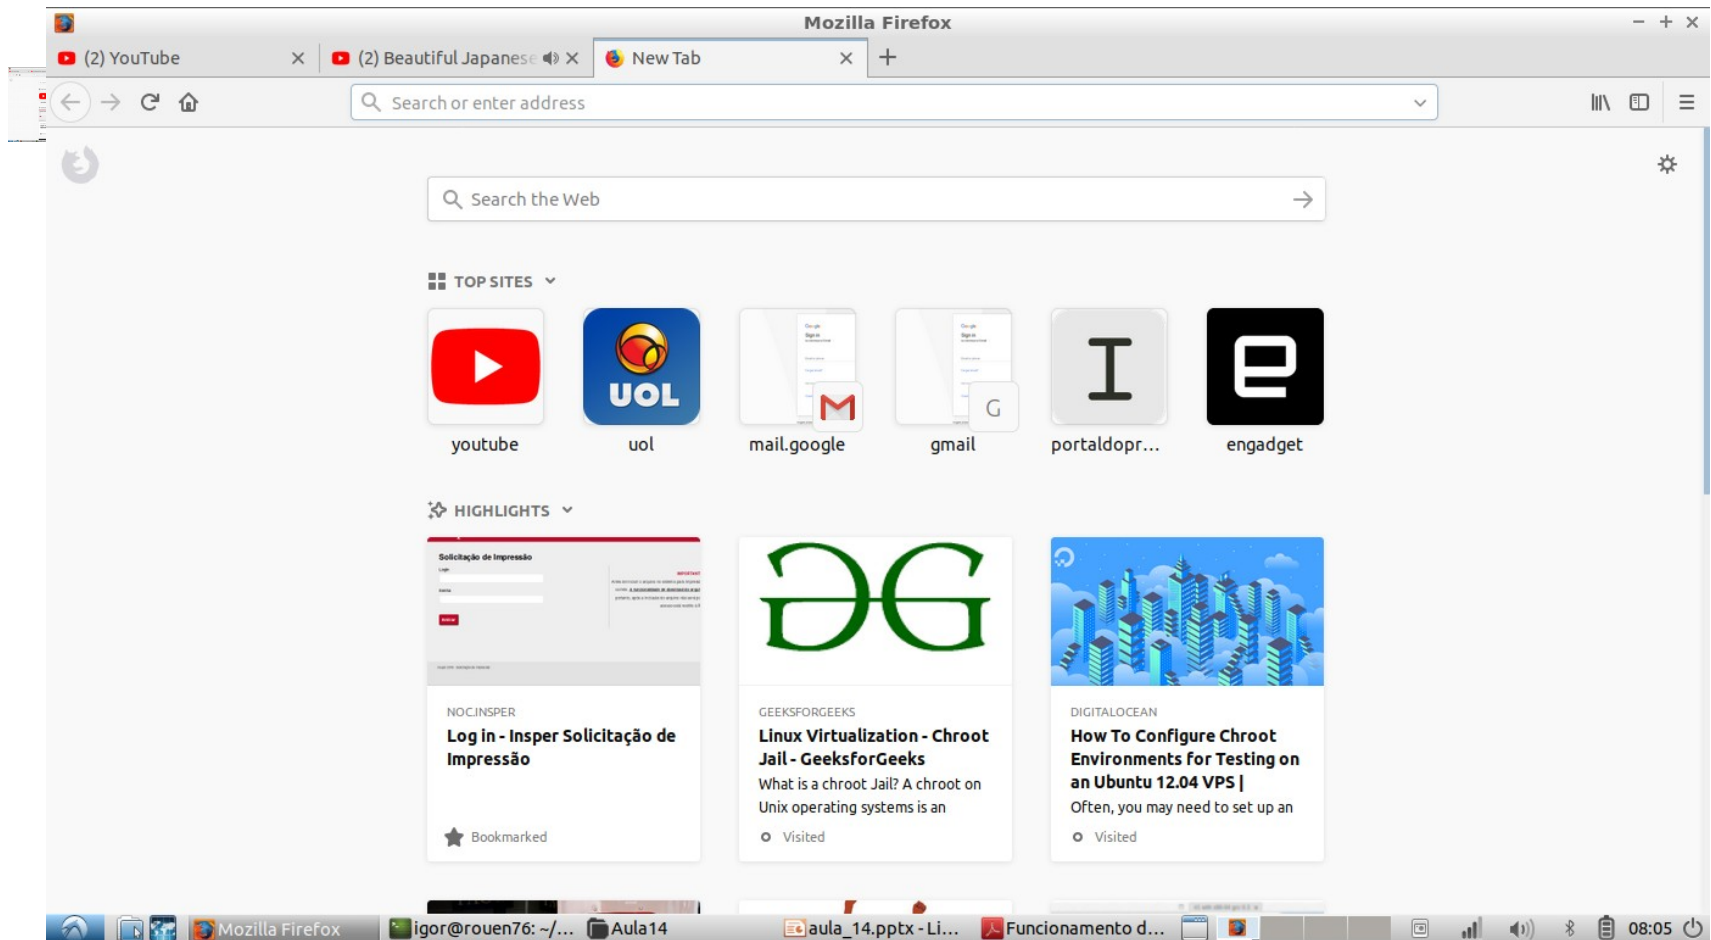 Mozilla Firefox
(2) YouTube
(2) Beautiful Japanese
New Tab
Search or enter address
Search the Web
TOP SITES
UOL
G
youtube
uol
mail.google
gmail
portaldopr...
engadget
HIGHLIGHTS
Solicitação de Impressão
NOC.INSPER
Log in - Insper Solicitação de
Impressão
Bookmarked
GEEKSFORGEEKS
Linux Virtualization - Chroot
Jail - GeeksforGeeks
What is a chroot Jail? A chroot on
Unix operating systems is an
Visited
DIGITALOCEAN
How To Configure Chroot
Environments for Testing on
an Ubuntu 12.04 VPS |
Often, you may need to set up an
Visited
Mozilla Firefox
igor@rouen76: ~/...
Aula14
aula_14.pptx - Li...
Funcionamento d...
08:05